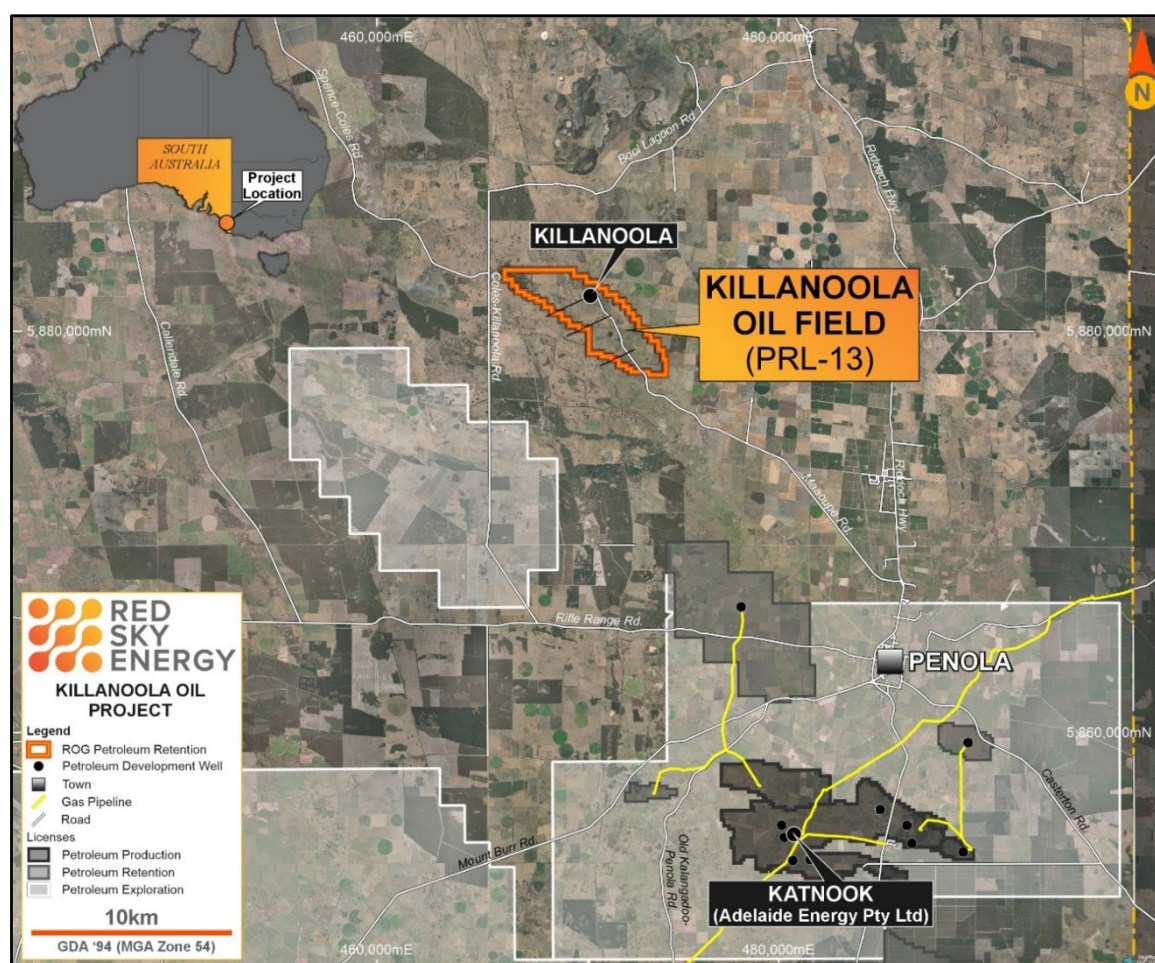 460,000mE
480,000mE
N
SOUTH
AUSTRALIA
Project
Location
Spence-Coles Rd.
Bool Lagoon Rd
Riddoch Hwy
KILLANOOLA
Coles-Killanoola Rd.
Callendale Rd.
5,880,000mN
5,880,000mN
KILLANOOLA
OIL FIELD
(PRL-13)
Maaoupe Rd
Riddoch Hwy
Rifle Range Rd.
PENOLA
5,860,000mN
Casterton Rd.
Mount Burr Rd.
Old Kalangadoo-
Penola Rd.
KATNOOK
(Adelaide Energy Pty Ltd)
460,000mE
480,000mE
RED
SKY
ENERGY
KILLANOOLA OIL
PROJECT
Legend
ROG Petroleum Retention
Petroleum Development Well
Town
Gas Pipeline
Road
Licenses
Petroleum Production
Petroleum Retention
Petroleum Exploration
10km
GDA '94 (MGA Zone 54)